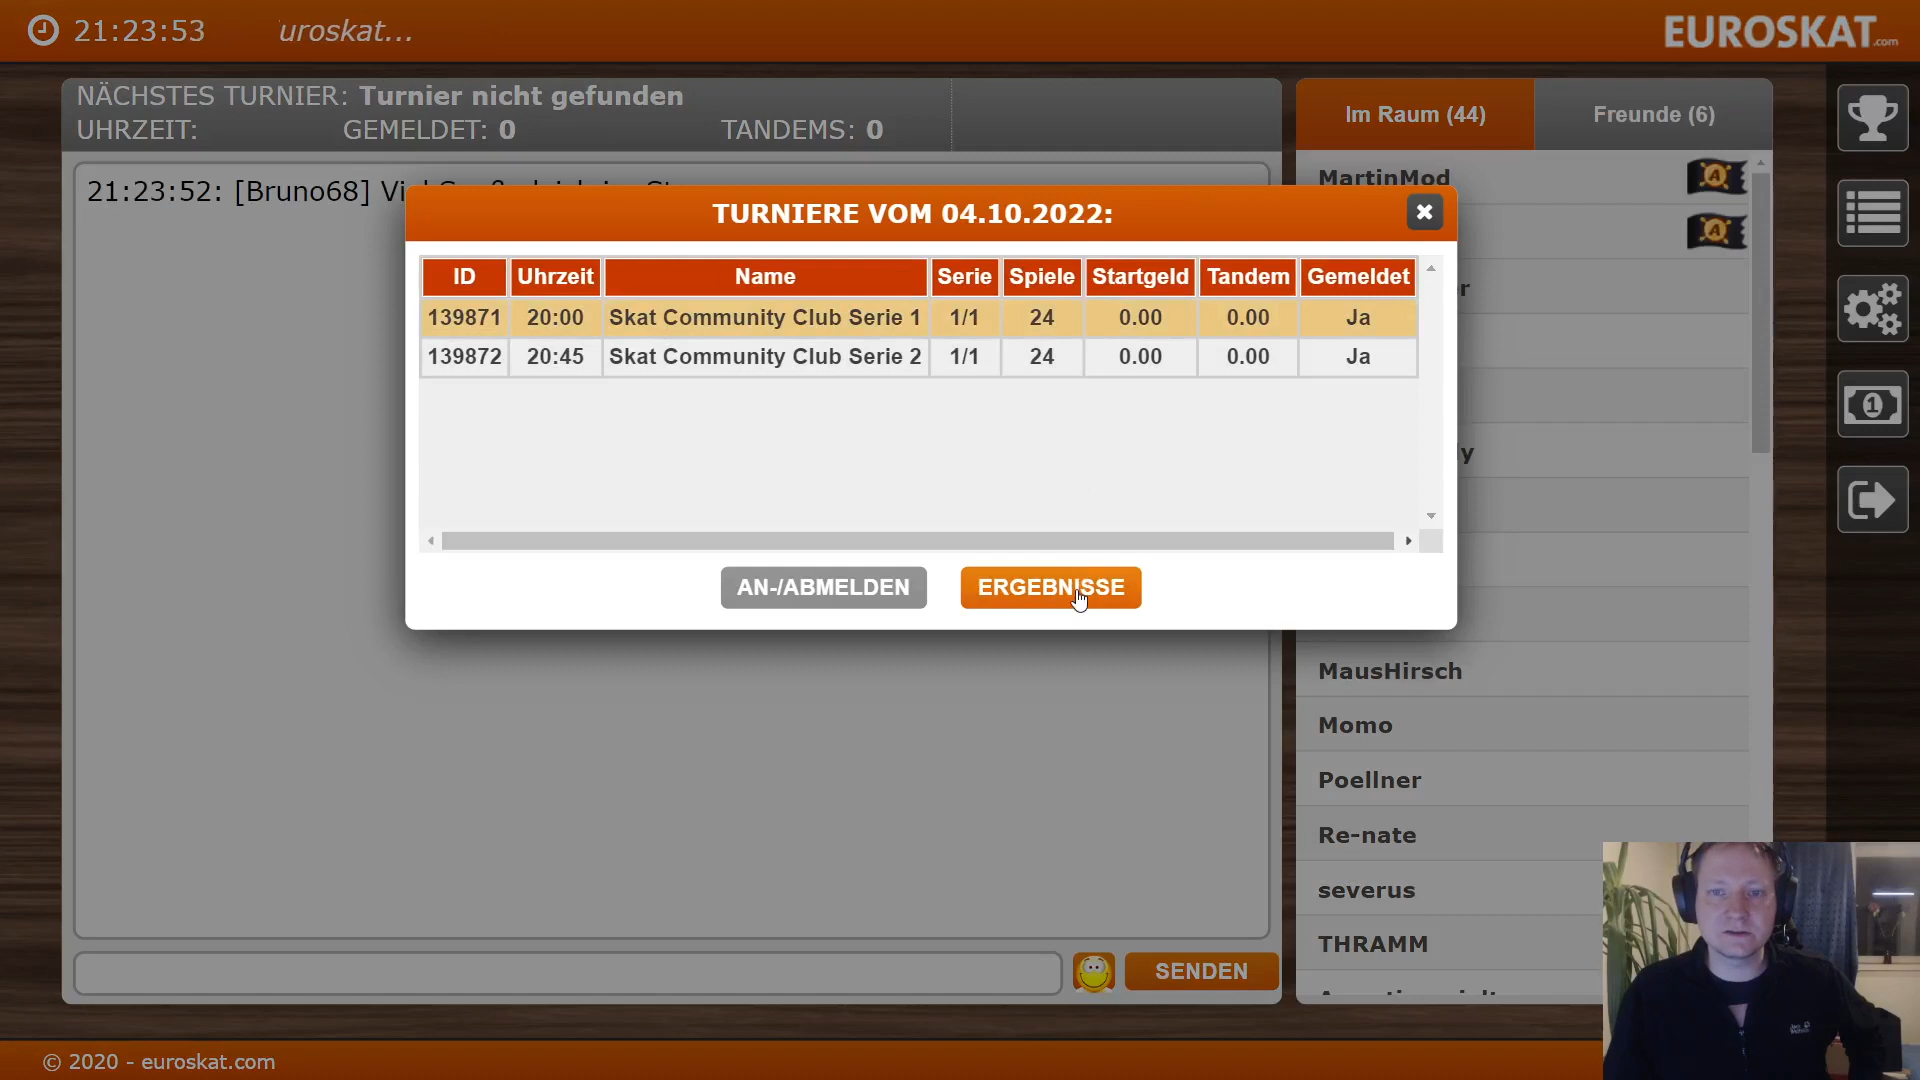 21:23:53 uroskat... EUROSKAT.com
NÄCHSTES TURNIER: Turnier nicht gefunden
UHRZEIT: GEMELDET: 0 TANDEMS: 0
Im Raum (44) Freunde (6)
21:23:52: [Bruno68]
MartinMod
TURNIERE VOM 04.10.2022:
ID Uhrzeit Name Serie Spiele Startgeld Tandem Gemeldet
139871 20:00 Skat Community Club Serie 1 1/1 24 0.00 0.00 Ja
139872 20:45 Skat Community Club Serie 2 1/1 24 0.00 0.00 Ja
AN-/ABMELDEN ERGEBNISSE
MausHirsch
Momo
Poellner
Re-nate
severus
THRAMM
SENDEN
© 2020 - euroskat.com